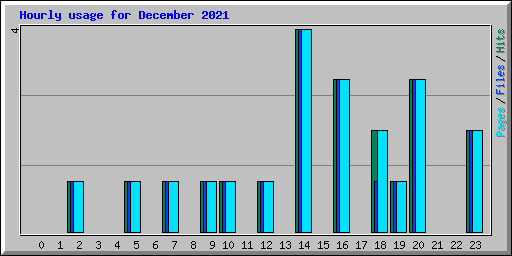 Hourly usage for December 2021
4
Pages/Files/Hits
0 1 2 3 4 5 6 7 8 9 10 11 12 13 14 15 16 17 18 19 20 21 22 23